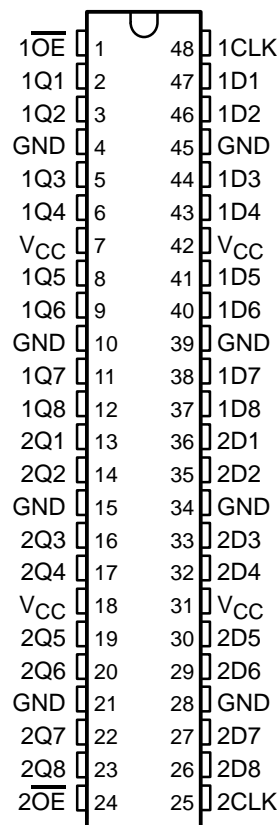 1O̅E̅ 1 48 1CLK
1Q1 2 47 1D1
1Q2 3 46 1D2
GND 4 45 GND
1Q3 5 44 1D3
1Q4 6 43 1D4
VCC 7 42 VCC
1Q5 8 41 1D5
1Q6 9 40 1D6
GND 10 39 GND
1Q7 11 38 1D7
1Q8 12 37 1D8
2Q1 13 36 2D1
2Q2 14 35 2D2
GND 15 34 GND
2Q3 16 33 2D3
2Q4 17 32 2D4
VCC 18 31 VCC
2Q5 19 30 2D5
2Q6 20 29 2D6
GND 21 28 GND
2Q7 22 27 2D7
2Q8 23 26 2D8
2O̅E̅ 24 25 2CLK